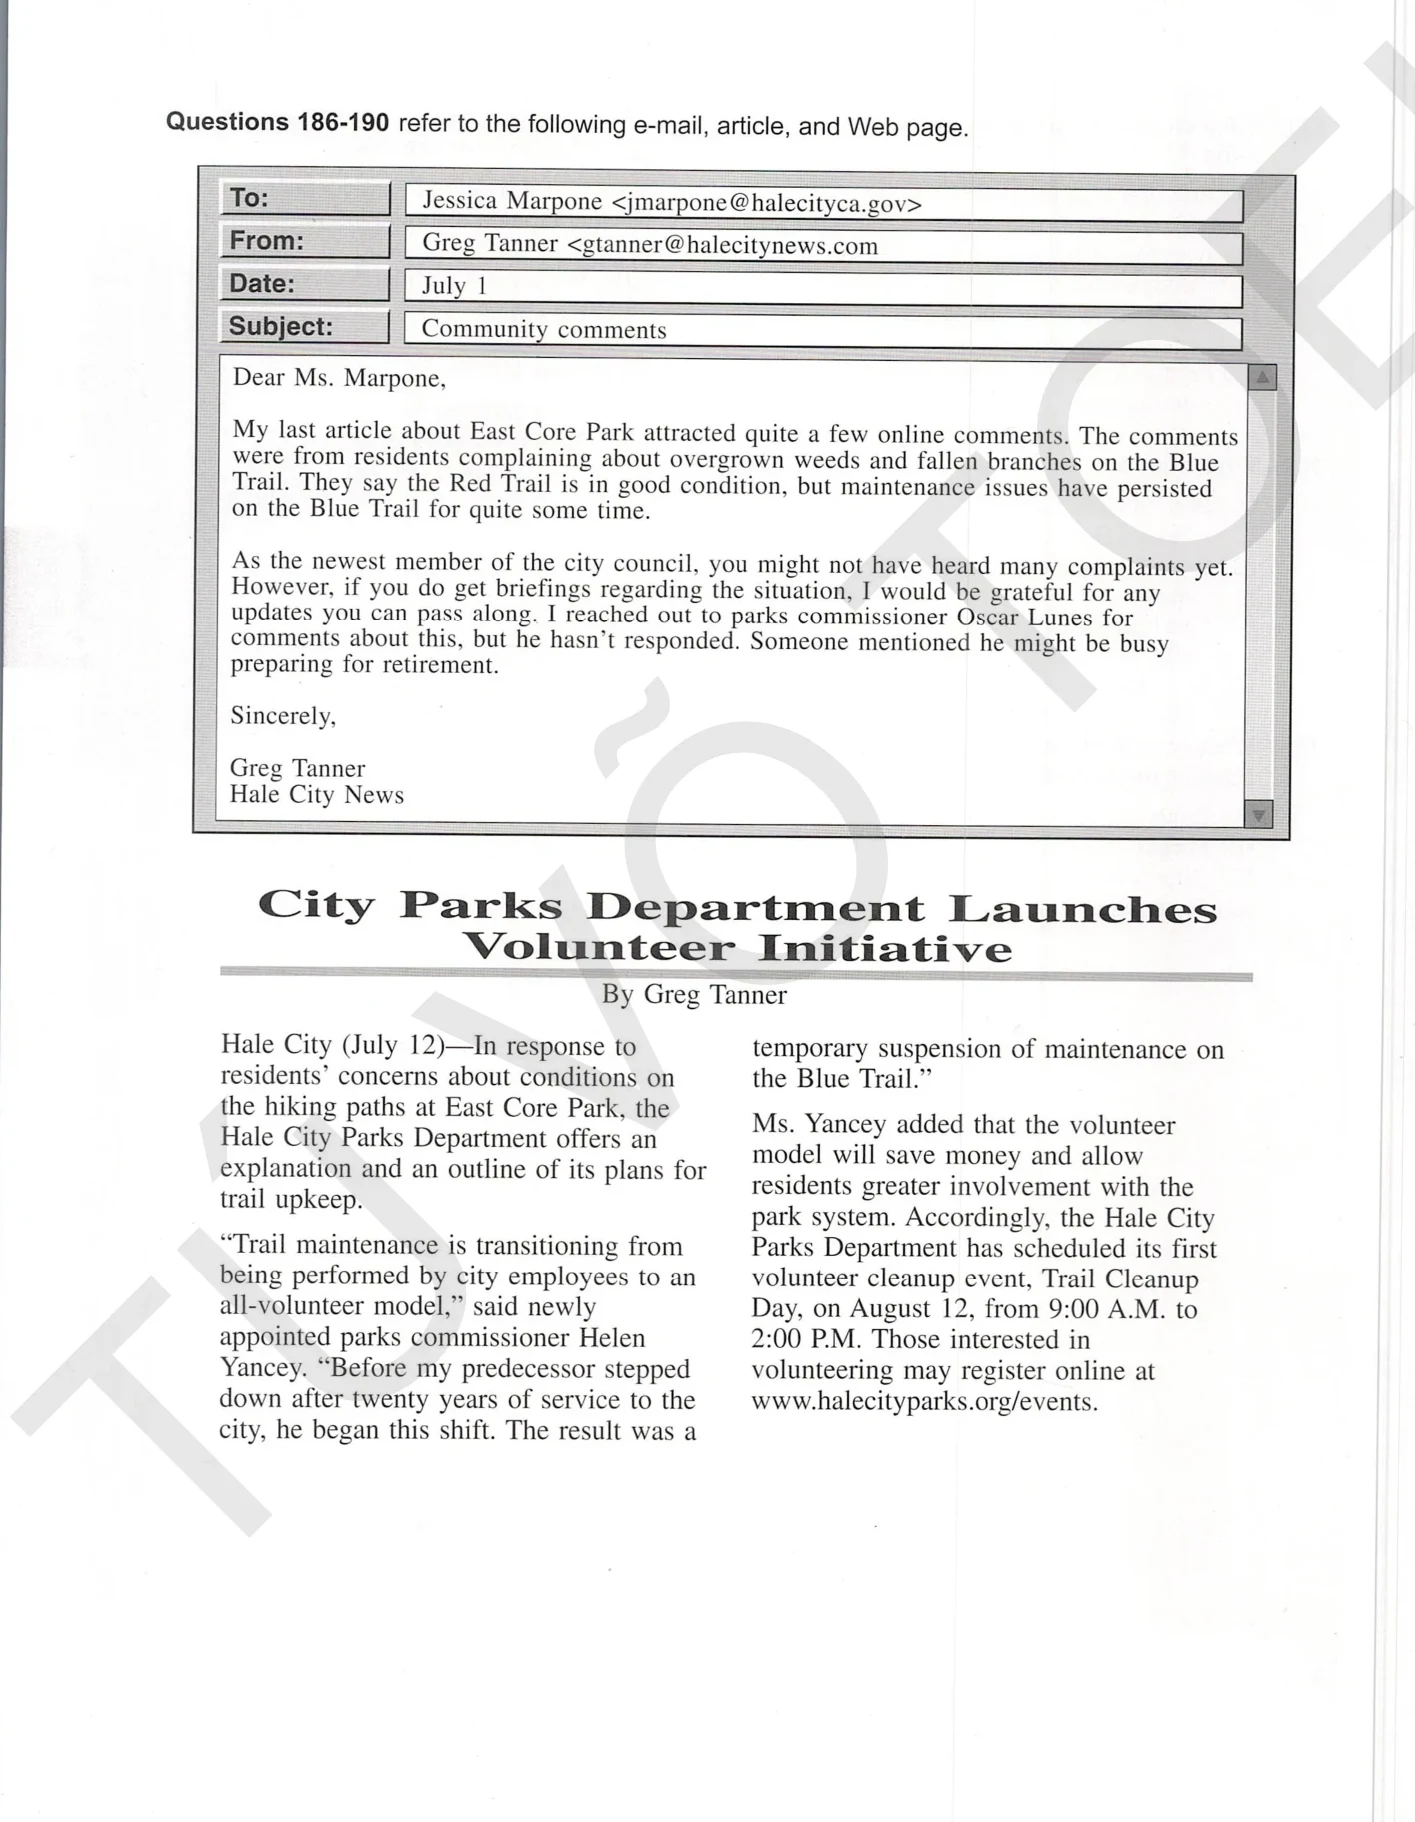 Questions 186-190 refer to the following e-mail, article, and Web page.
To: Jessica Marpone <jmarpone@halecityca.gov>
From: Greg Tanner <gtanner@halecitynews.com
Date: July 1
Subject: Community comments
Dear Ms. Marpone,
My last article about East Core Park attracted quite a few online comments. The comments
were from residents complaining about overgrown weeds and fallen branches on the Blue
Trail. They say the Red Trail is in good condition, but maintenance issues have persisted
on the Blue Trail for quite some time.
As the newest member of the city council, you might not have heard many complaints yet.
However, if you do get briefings regarding the situation, I would be grateful for any
updates you can pass along. I reached out to parks commissioner Oscar Lunes for
comments about this, but he hasn't responded. Someone mentioned he might be busy
preparing for retirement.
Sincerely,
Greg Tanner
Hale City News
City Parks Department Launches
Volunteer Initiative
By Greg Tanner
Hale City (July 12)—In response to
residents' concerns about conditions on
the hiking paths at East Core Park, the
Hale City Parks Department offers an
explanation and an outline of its plans for
trail upkeep.
“Trail maintenance is transitioning from
being performed by city employees to an
all-volunteer model,” said newly
appointed parks commissioner Helen
Yancey. “Before my predecessor stepped
down after twenty years of service to the
city, he began this shift. The result was a
temporary suspension of maintenance on
the Blue Trail.”
Ms. Yancey added that the volunteer
model will save money and allow
residents greater involvement with the
park system. Accordingly, the Hale City
Parks Department has scheduled its first
volunteer cleanup event, Trail Cleanup
Day, on August 12, from 9:00 A.M. to
2:00 P.M. Those interested in
volunteering may register online at
www.halecityparks.org/events.